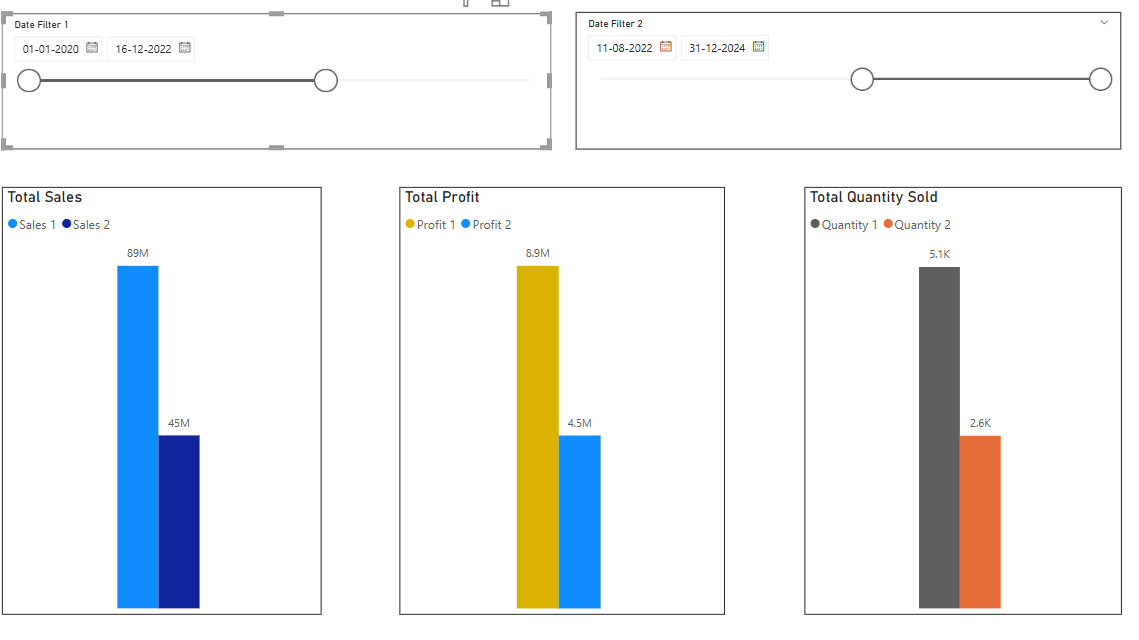 Date Filter 1
01-01-2020 16-12-2022
Date Filter 2
11-08-2022 31-12-2024
Total Sales
Sales 1 Sales 2
89M
45M
Total Profit
Profit 1 Profit 2
8.9M
4.5M
Total Quantity Sold
Quantity 1 Quantity 2
5.1K
2.6K